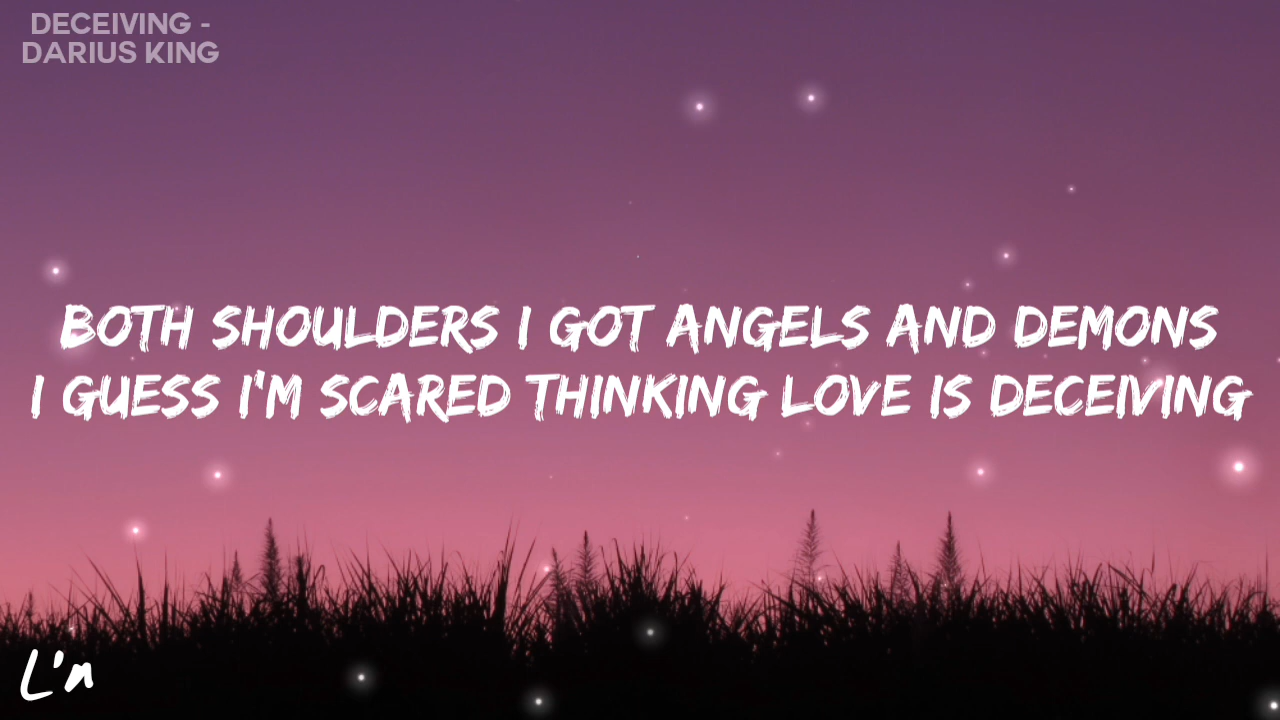 DECEIVING -
DARIUS KING
BOTH SHOULDERS I GOT ANGELS AND DEMONS
I GUESS I'M SCARED THINKING LOVE IS DECEIVING
L'n